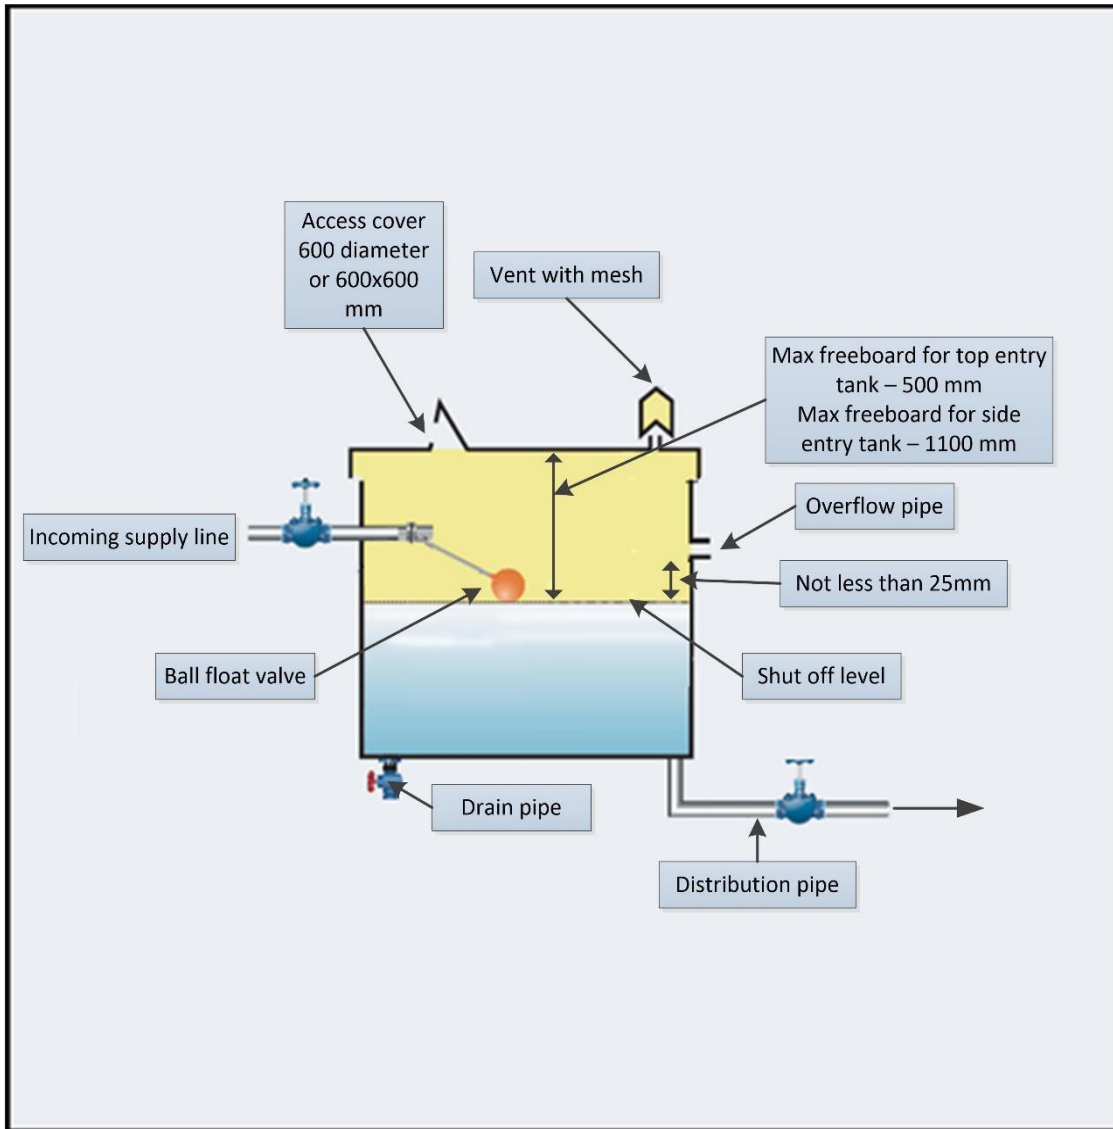 Access cover
600 diameter
or 600x600
mm
Vent with mesh
Max freeboard for top entry
tank – 500 mm
Max freeboard for side
entry tank – 1100 mm
Incoming supply line
Overflow pipe
Not less than 25mm
Ball float valve
Shut off level
Drain pipe
Distribution pipe